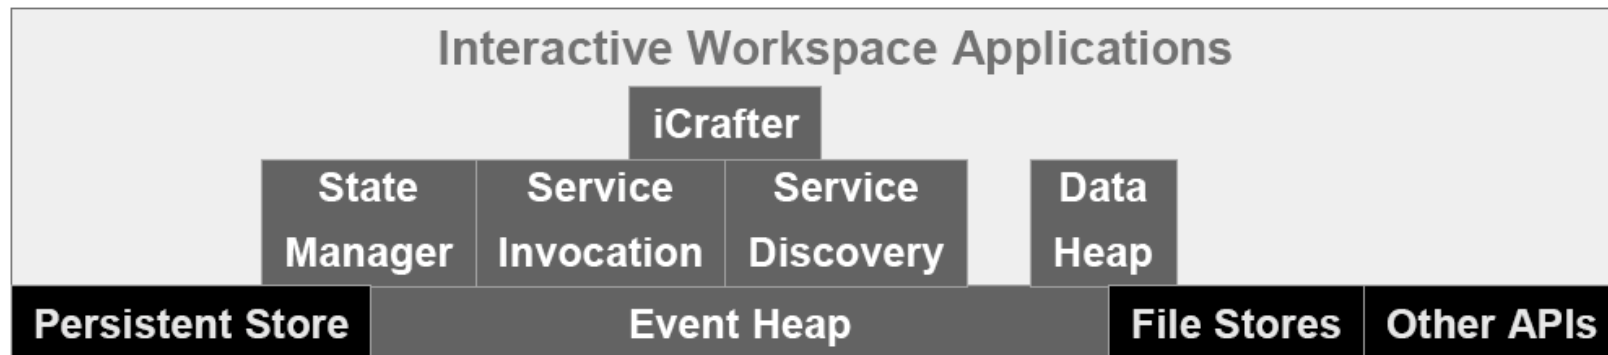 Interactive Workspace Applications
iCrafter
State
Manager
Service
Invocation
Service
Discovery
Data
Heap
Persistent Store
Event Heap
File Stores
Other APIs